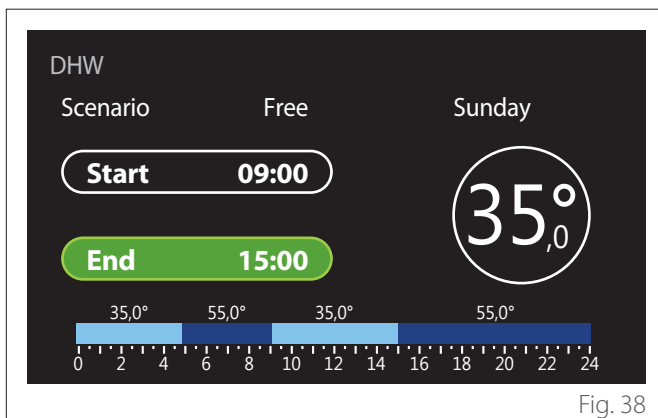 DHW
Scenario Free Sunday
Start 09:00
35,0°
End 15:00
35,0° 55,0° 35,0° 55,0°
0 2 4 6 8 10 12 14 16 18 20 22 24
Fig. 38